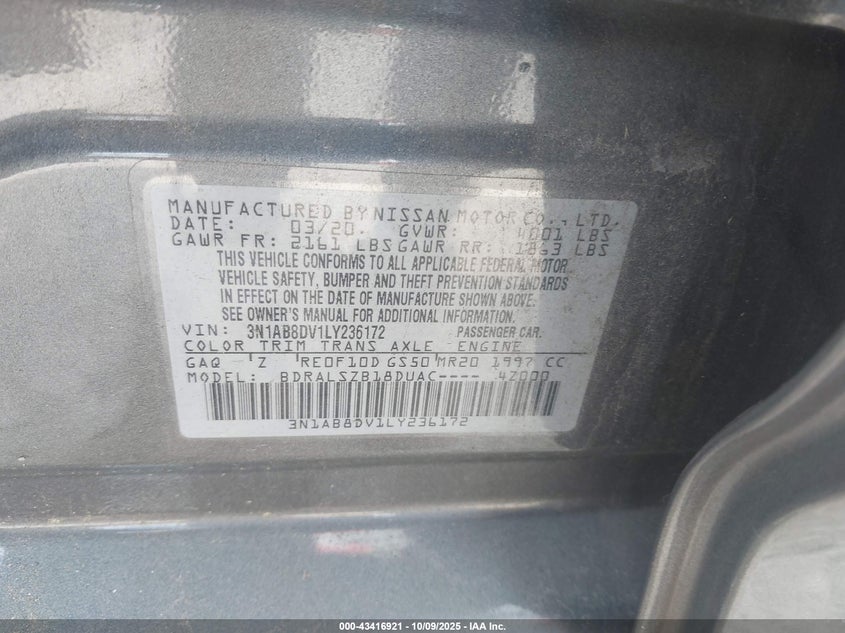 MANUFACTURED BY NISSAN MOTOR CO., LTD.
DATE: 03/20 GVWR: 4001 LBS
GAWR FR: 2161 LBS GAWR RR: 1863 LBS
THIS VEHICLE CONFORMS TO ALL APPLICABLE FEDERAL MOTOR
VEHICLE SAFETY, BUMPER AND THEFT PREVENTION STANDARDS
IN EFFECT ON THE DATE OF MANUFACTURE SHOWN ABOVE.
SEE OWNER'S MANUAL FOR ADDITIONAL INFORMATION.
VIN: 3N1AB8DV1LY236172 PASSENGER CAR.
COLOR TRIM TRANS AXLE ENGINE
GAQ Z RE0F10D GS50 MR20 1997 CC
MODEL: BDRALSZB18DUAC---- 4Z000
3N1AB8DV1LY236172
000-43416921 - 10/09/2025 - IAA Inc.